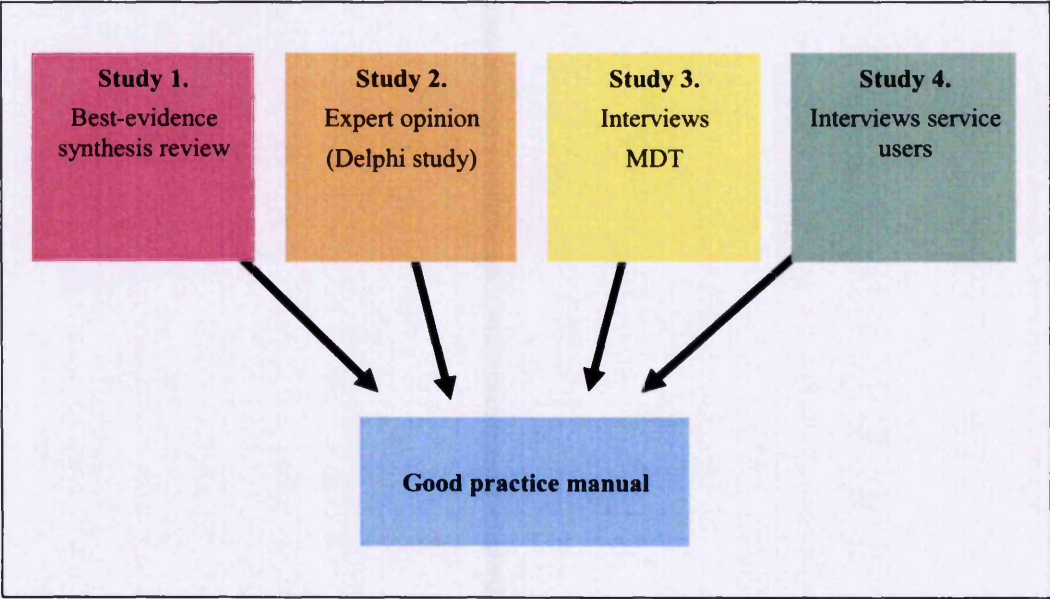 Study 1.
Best-evidence
synthesis review
Study 2.
Expert opinion
(Delphi study)
Study 3.
Interviews
MDT
Study 4.
Interviews service
users
Good practice manual